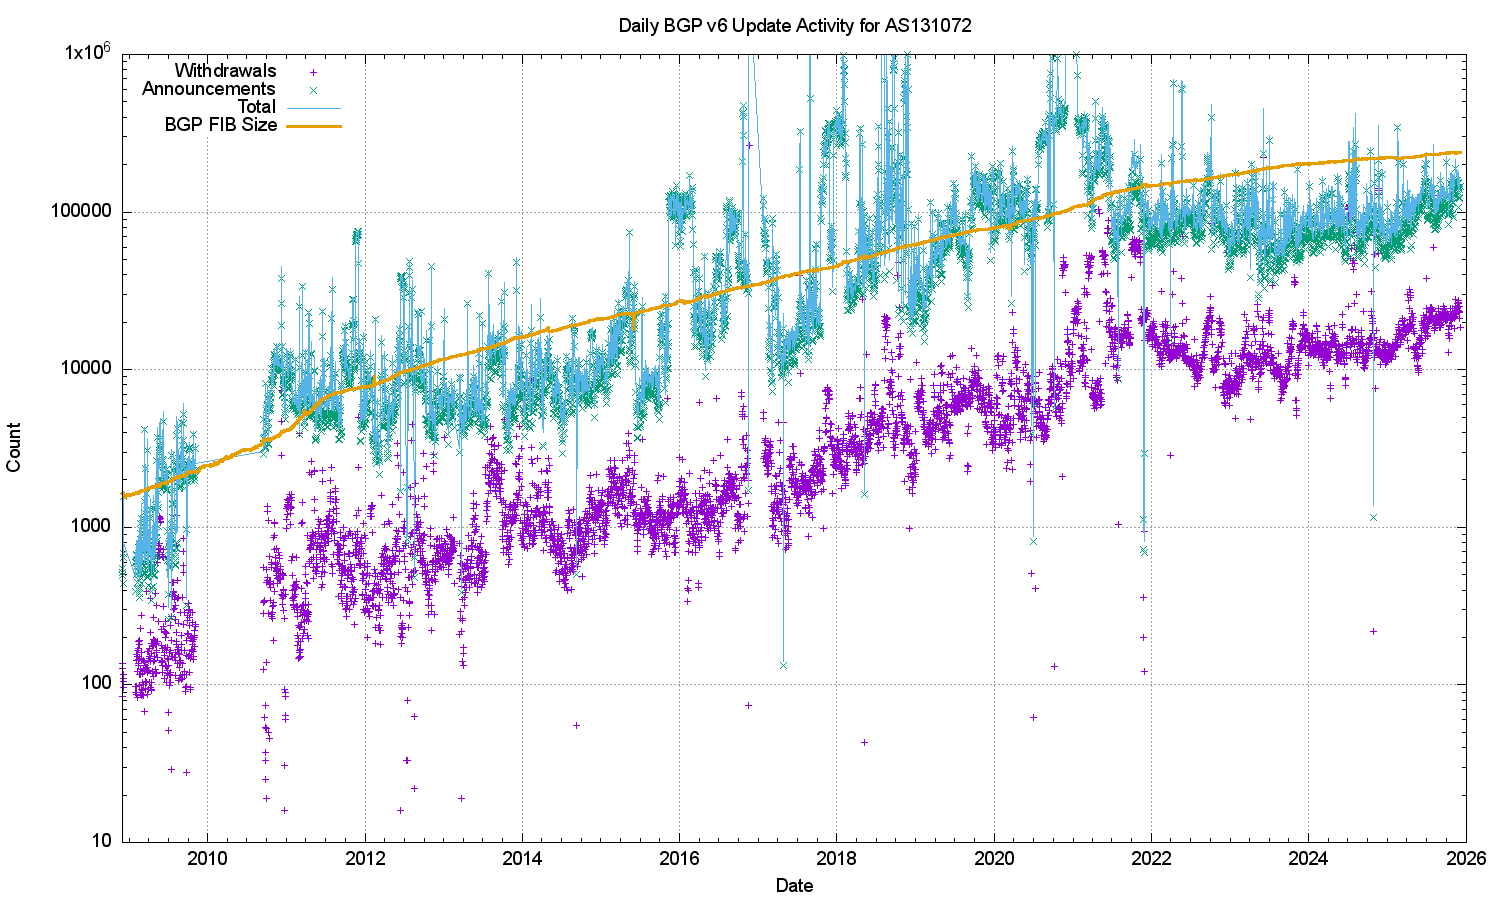 Daily BGP v6 Update Activity for AS131072
1x10^6
100000
10000
1000
100
10
Count
Withdrawals
Announcements
Total
BGP FIB Size
2010 2012 2014 2016 2018 2020 2022 2024 2026
Date